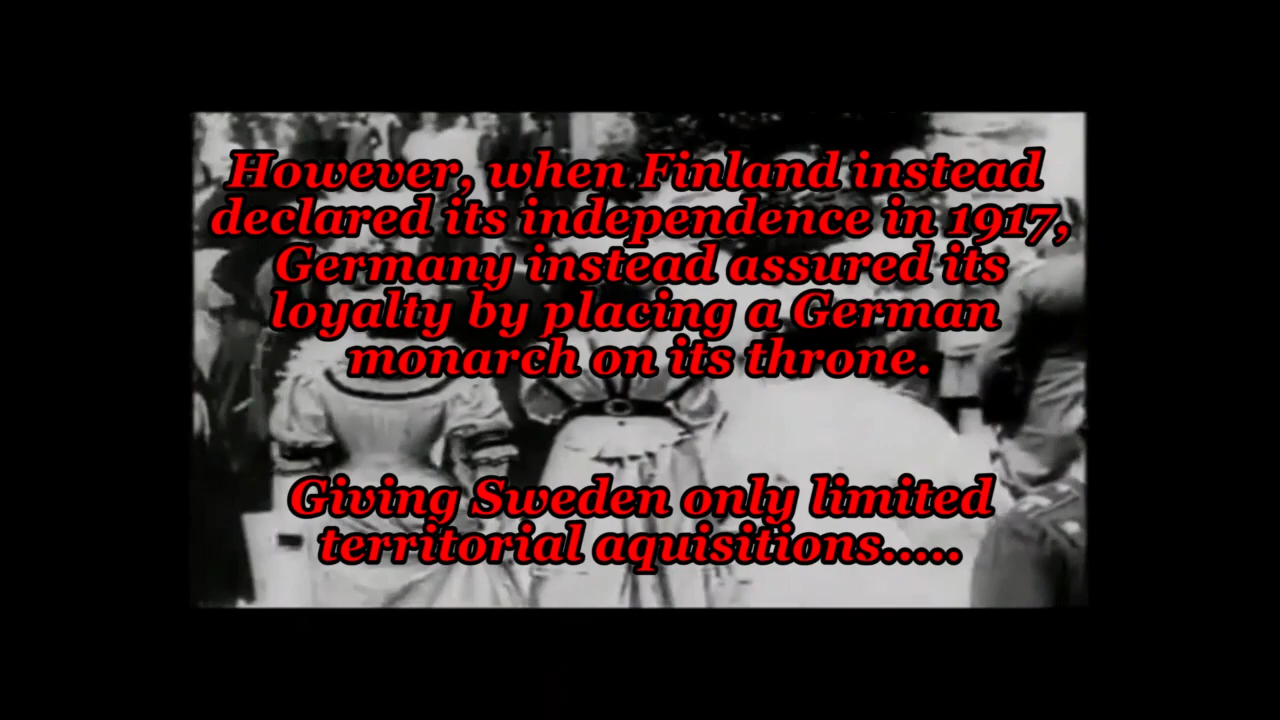 However, when Finland instead
declared its independence in 1917,
Germany instead assured its
loyalty by placing a German
monarch on its throne.
Giving Sweden only limited
territorial aquisitions.....